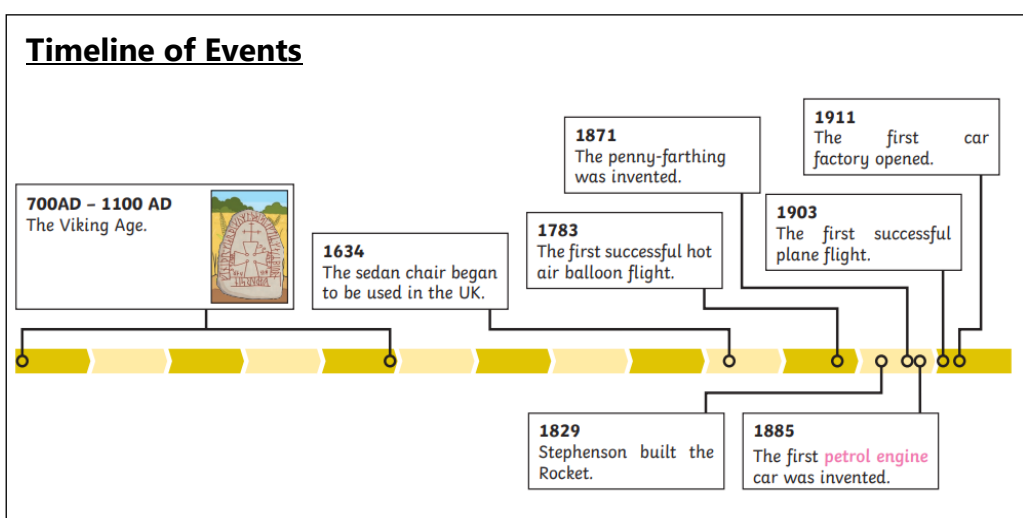 Timeline of Events
700AD – 1100 AD
The Viking Age.
1634
The sedan chair began
to be used in the UK.
1783
The first successful hot
air balloon flight.
1871
The penny-farthing
was invented.
1903
The first successful
plane flight.
1911
The first car
factory opened.
1829
Stephenson built the
Rocket.
1885
The first petrol engine
car was invented.